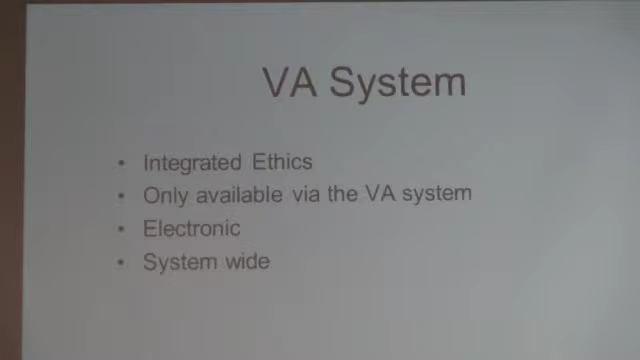 VA System
• Integrated Ethics
• Only available via the VA system
• Electronic
• System wide